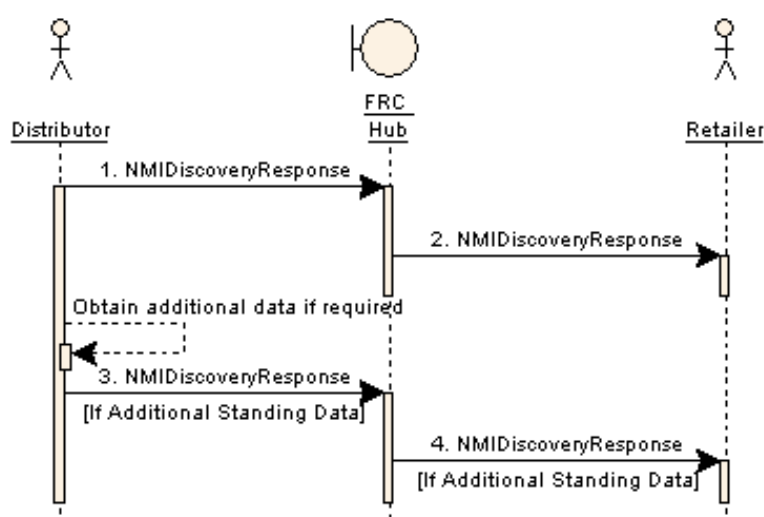 FRC
Hub
Distributor
Retailer
1. NMIDiscoveryResponse
2. NMIDiscoveryResponse
Obtain additional data if required
3. NMIDiscoveryResponse
[If Additional Standing Data]
4. NMIDiscoveryResponse
[If Additional Standing Data]